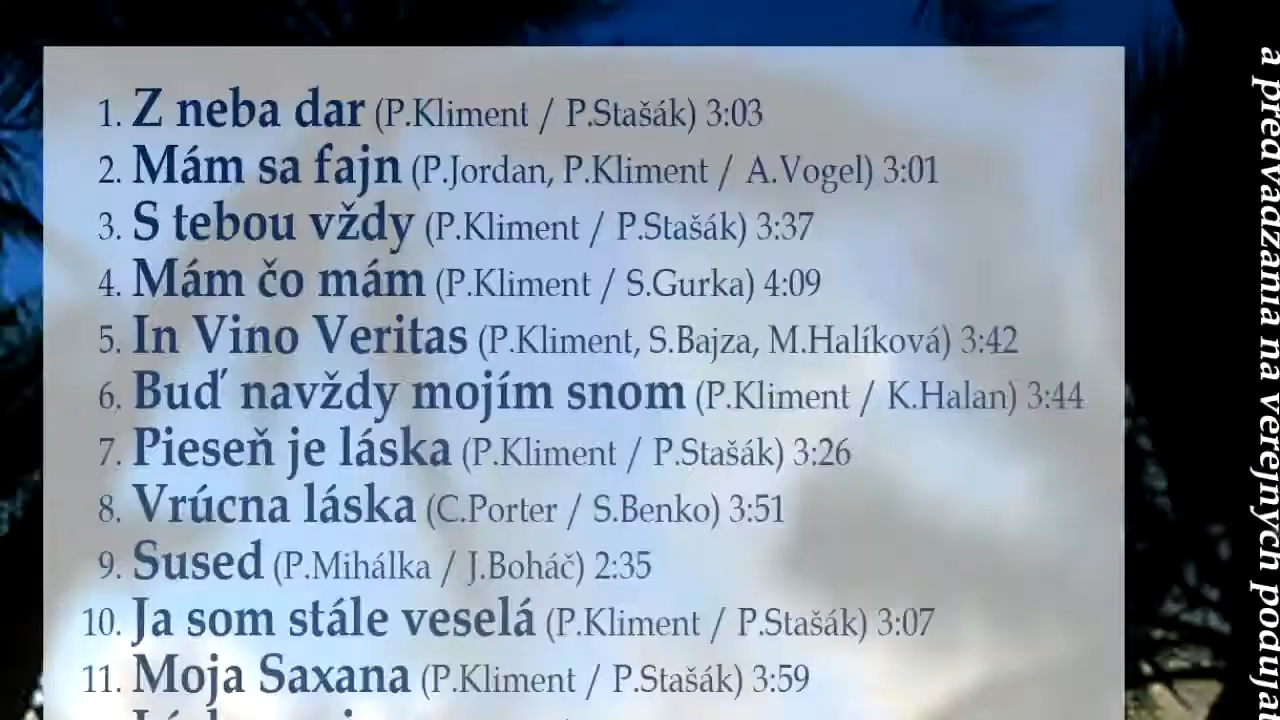 1. Z neba dar (P.Kliment / P.Stašák) 3:03
2. Mám sa fajn (P.Jordan, P.Kliment / A.Vogel) 3:01
3. S tebou vždy (P.Kliment / P.Stašák) 3:37
4. Mám čo mám (P.Kliment / S.Gurka) 4:09
5. In Vino Veritas (P.Kliment, S.Bajza, M.Halíková) 3:42
6. Buď navždy mojím snom (P.Kliment / K.Halan) 3:44
7. Pieseň je láska (P.Kliment / P.Stašák) 3:26
8. Vrúcna láska (C.Porter / S.Benko) 3:51
9. Sused (P.Mihálka / J.Boháč) 2:35
10. Ja som stále veselá (P.Kliment / P.Stašák) 3:07
11. Moja Saxana (P.Kliment / P.Stašák) 3:59
a predvádzania na verejných